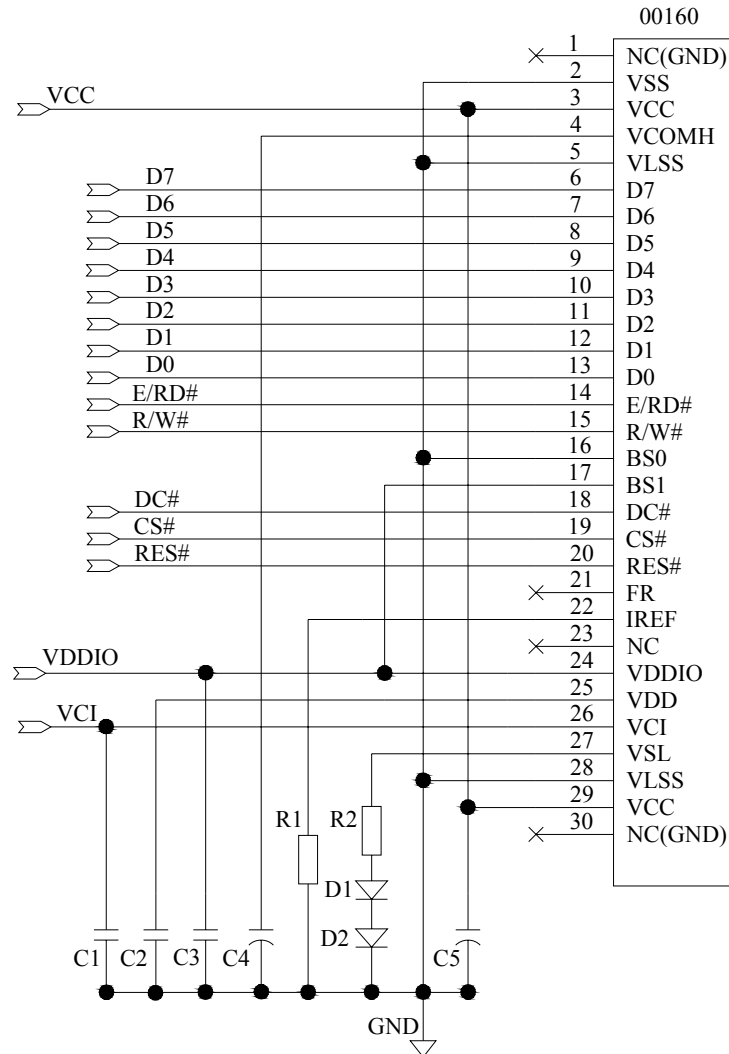 00160
1 NC(GND)
2 VSS
VCC 3 VCC
4 VCOMH
5 VLSS
D7 6 D7
D6 7 D6
D5 8 D5
D4 9 D4
D3 10 D3
D2 11 D2
D1 12 D1
D0 13 D0
E/RD# 14 E/RD#
R/W# 15 R/W#
16 BS0
17 BS1
DC# 18 DC#
CS# 19 CS#
RES# 20 RES#
21 FR
22 IREF
23 NC
VDDIO 24 VDDIO
25 VDD
VCI 26 VCI
27 VSL
28 VLSS
29 VCC
R1 R2 30 NC(GND)
D1
D2
C1 C2 C3 C4 C5
GND